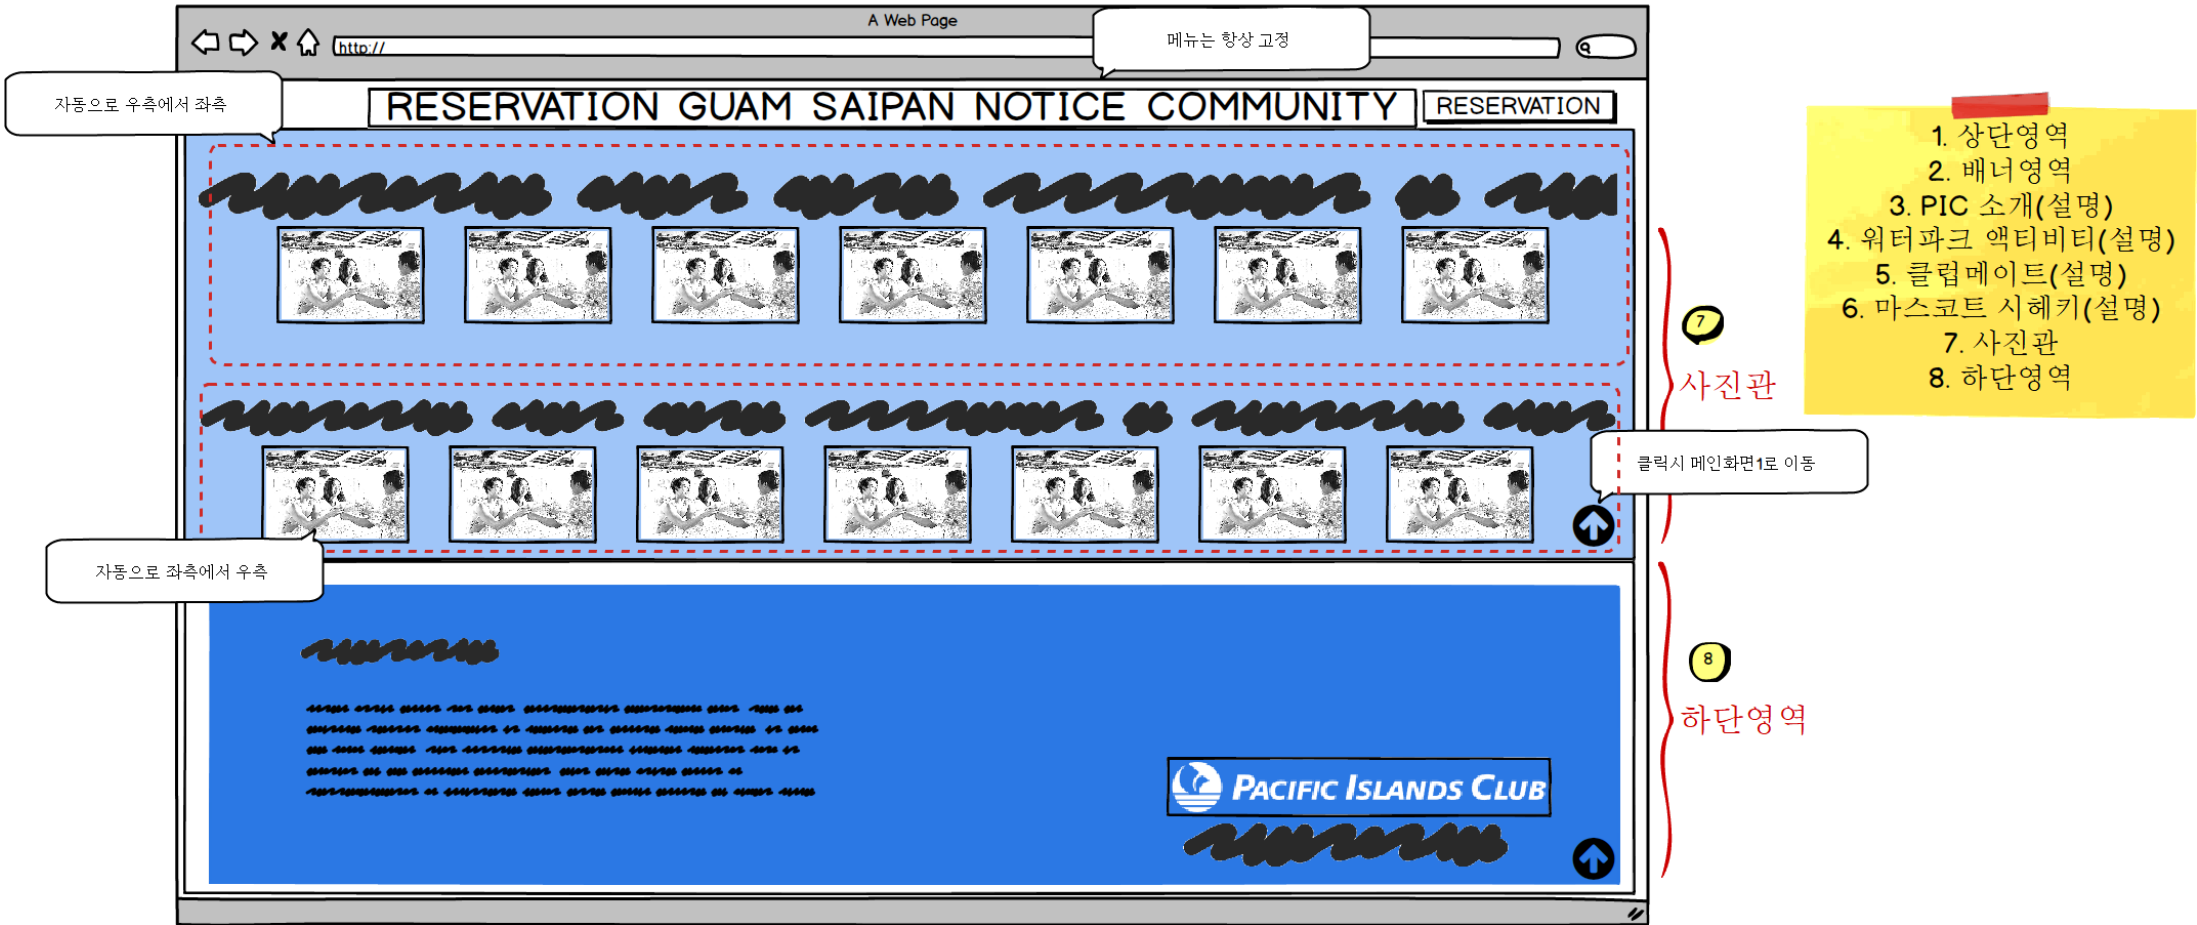 A Web Page
http://
메뉴는 항상 고정
자동으로 우측에서 좌측
RESERVATION GUAM SAIPAN NOTICE COMMUNITY
RESERVATION
1. 상단영역
2. 배너영역
3. PIC 소개(설명)
4. 워터파크 액티비티(설명)
5. 클럽메이트(설명)
6. 마스코트 시헤키(설명)
7. 사진관
8. 하단영역
7
사진관
클릭시 메인화면1로 이동
자동으로 좌측에서 우측
8
하단영역
PACIFIC ISLANDS CLUB